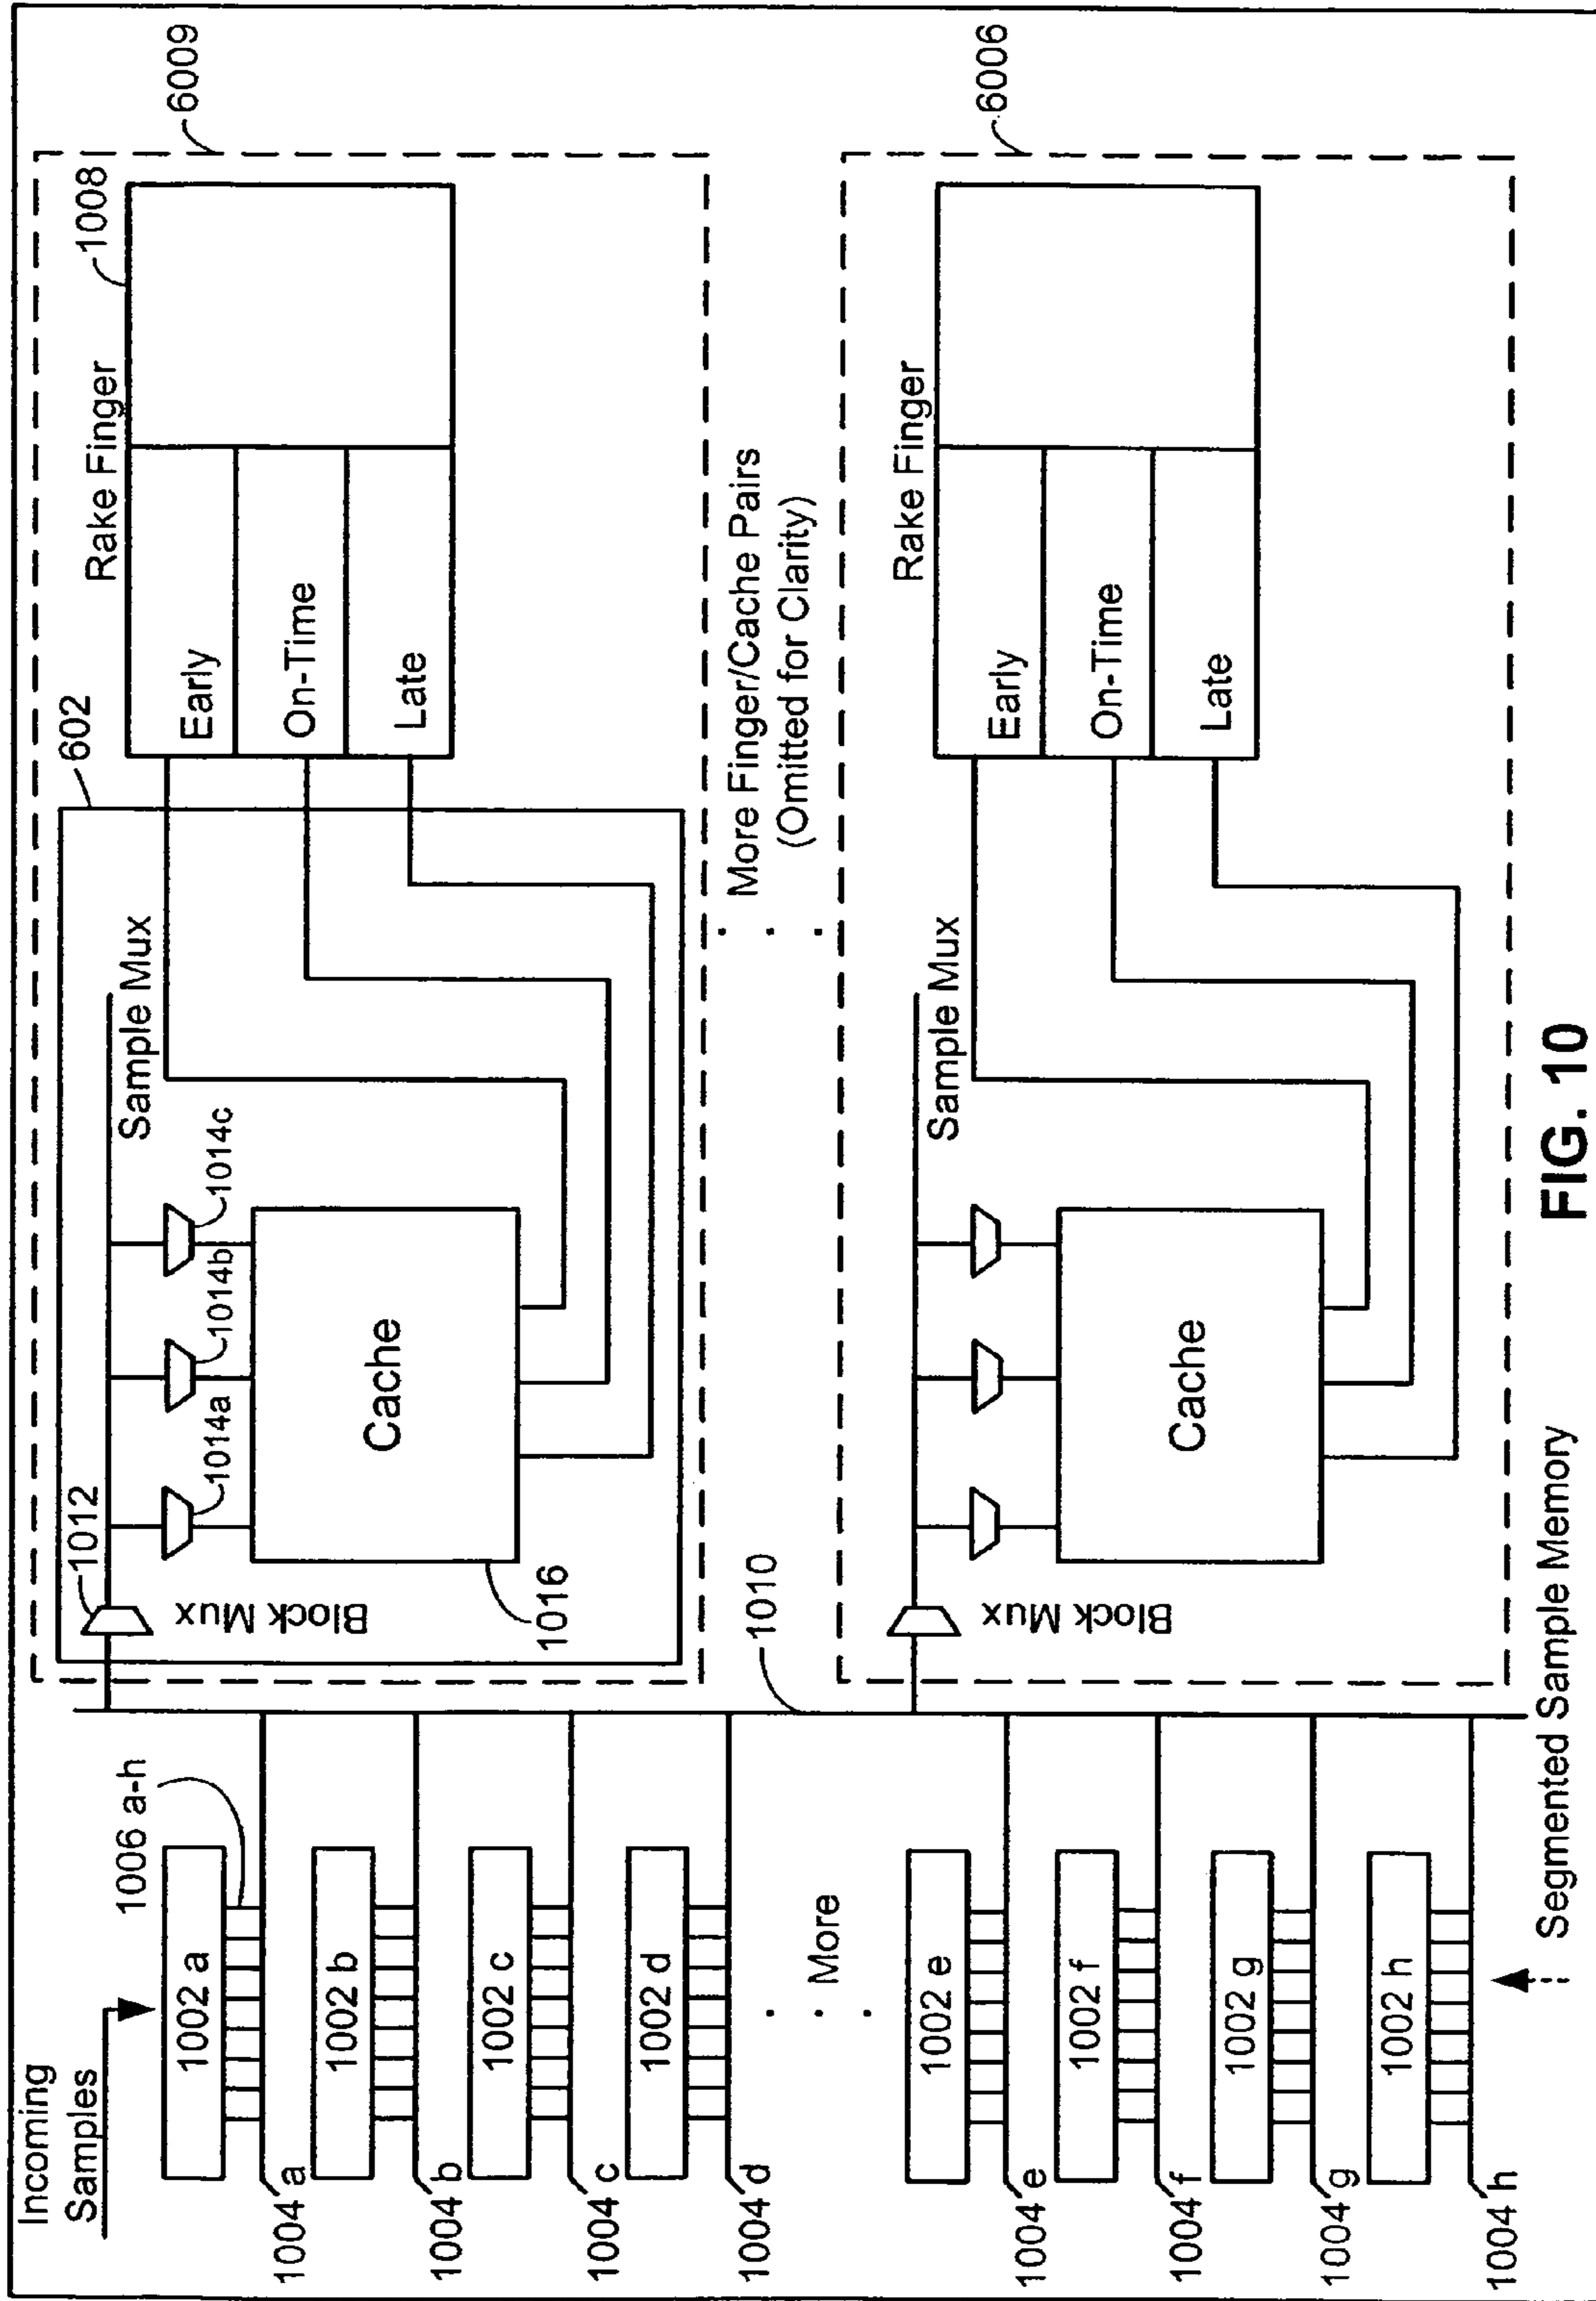 Incoming
Samples
1002 a
1006 a-h
1004 a
1002 b
1004 b
1002 c
1004 c
1002 d
1004 d
. . . More
1002 e
1004 e
1002 f
1004 f
1002 g
1004 g
1002 h
1004 h
Segmented Sample Memory
1010
1012
Block Mux
602
Sample Mux
1014a
1014b
1014c
Cache
1016
Rake Finger
1008
Early
On-Time
Late
6009
. . . More Finger/Cache Pairs
(Omitted for Clarity)
Block Mux
Sample Mux
Cache
Rake Finger
Early
On-Time
Late
6006
FIG. 10